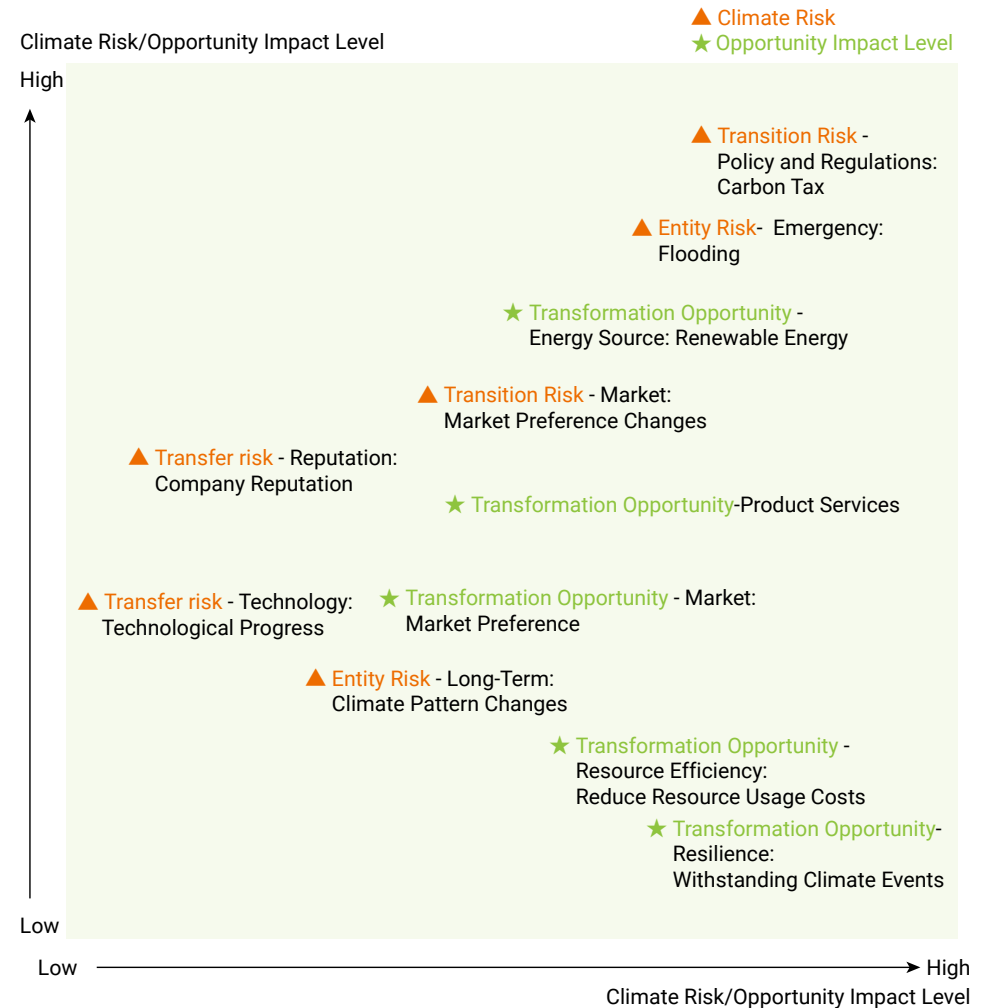 Climate Risk
Climate Risk/Opportunity Impact Level
Opportunity Impact Level
High
Transition Risk -
Policy and Regulations:
Carbon Tax
Entity Risk- Emergency:
Flooding
Transformation Opportunity -
Energy Source: Renewable Energy
Transition Risk - Market:
Market Preference Changes
Transfer risk - Reputation:
Company Reputation
Transformation Opportunity-Product Services
Transfer risk - Technology:
Technological Progress
Transformation Opportunity - Market:
Market Preference
Entity Risk - Long-Term:
Climate Pattern Changes
Transformation Opportunity -
Resource Efficiency:
Reduce Resource Usage Costs
Transformation Opportunity-
Resilience:
Withstanding Climate Events
Low
Low
High
Climate Risk/Opportunity Impact Level